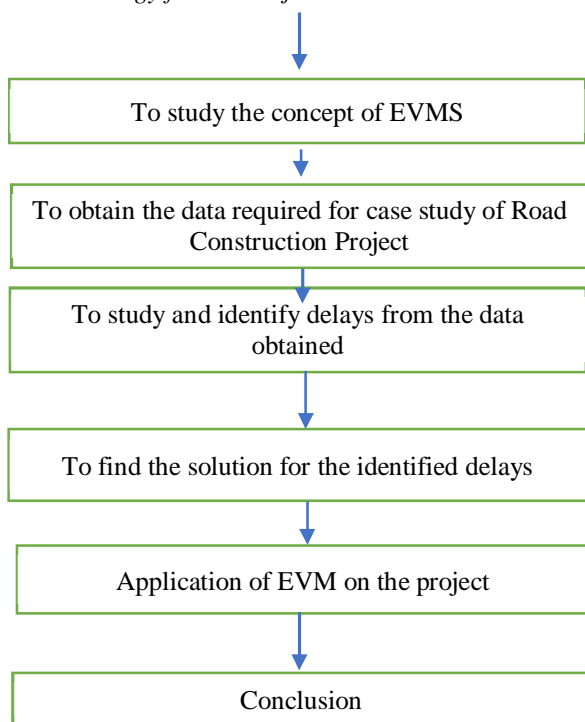 To study the concept of EVMS
To obtain the data required for case study of Road
Construction Project
To study and identify delays from the data
obtained
To find the solution for the identified delays
Application of EVM on the project
Conclusion